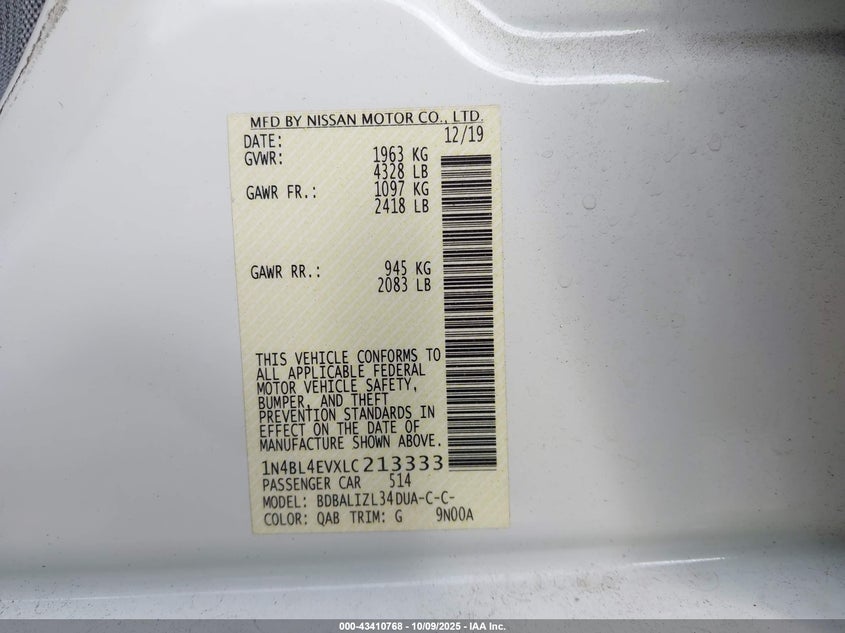 MFD BY NISSAN MOTOR CO., LTD.
DATE: 12/19
GVWR: 1963 KG
4328 LB
GAWR FR.: 1097 KG
2418 LB
GAWR RR.: 945 KG
2083 LB
THIS VEHICLE CONFORMS TO
ALL APPLICABLE FEDERAL
MOTOR VEHICLE SAFETY,
BUMPER, AND THEFT
PREVENTION STANDARDS IN
EFFECT ON THE DATE OF
MANUFACTURE SHOWN ABOVE.
1N4BL4EVXLC213333
PASSENGER CAR 514
MODEL: BDBALIZL34DUA-C-C-
COLOR: QAB TRIM: G 9N00A
000-43410768 - 10/09/2025 - IAA Inc.